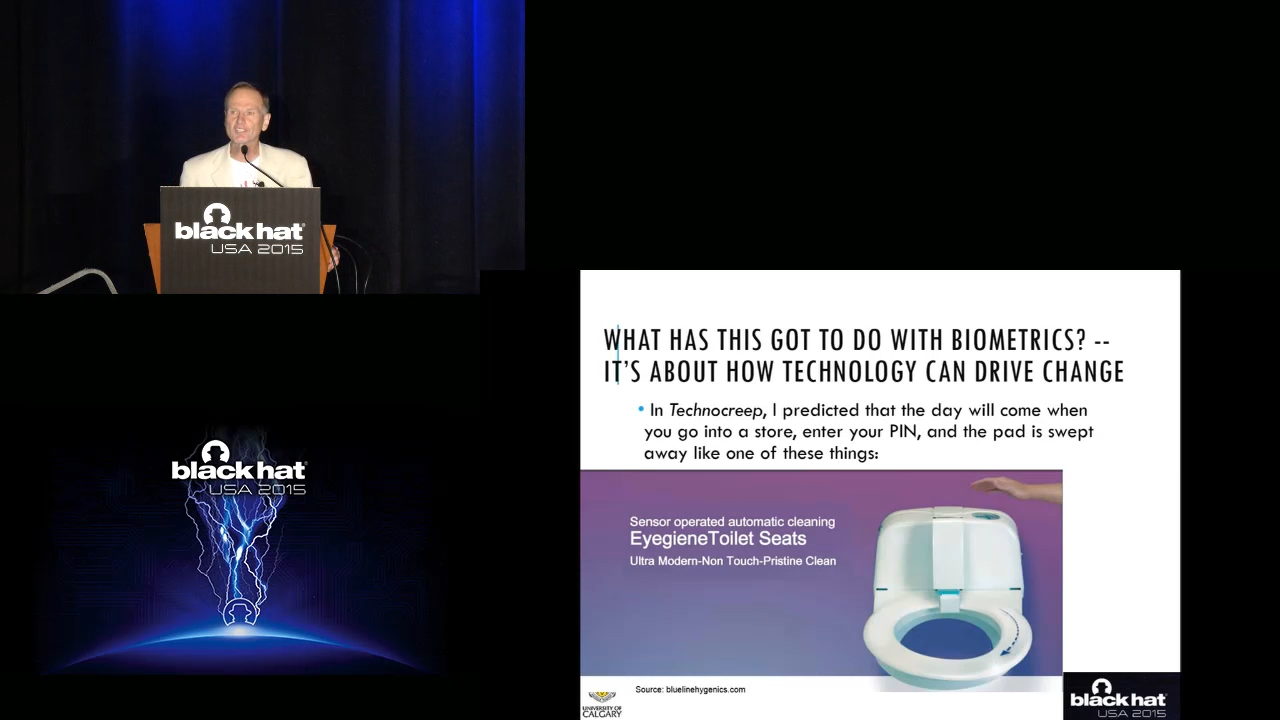 black hat
USA 2015
WHAT HAS THIS GOT TO DO WITH BIOMETRICS? --
IT'S ABOUT HOW TECHNOLOGY CAN DRIVE CHANGE
• In Technocreep, I predicted that the day will come when
you go into a store, enter your PIN, and the pad is swept
away like one of these things:
black hat
USA 2015
Sensor operated automatic cleaning
EyegieneToilet Seats
Ultra Modern-Non Touch-Pristine Clean
Source: bluelinehygenics.com
UNIVERSITY OF
CALGARY
black hat
USA 2015